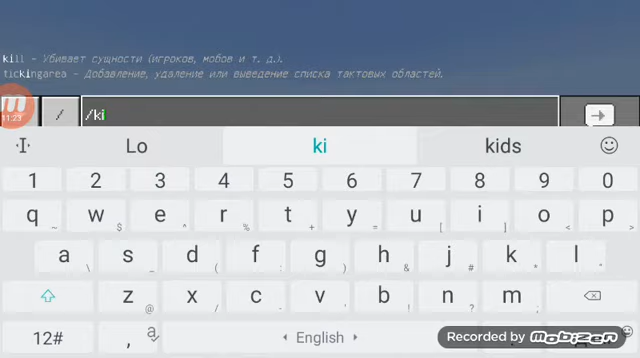 kill – Убивает сущности (игроков, мобов и т. д.).
tickingarea – Добавление, удаление или выведение списка тактовых областей.
11:23
/
/ki
Lo ki kids
1 2 3 4 5 6 7 8 9 0
q ~ w $ e ^ r % t + y = u [ i ] o < p >
a \ s _ d ( f : g ) h & j # k * l "
z @ x / c - v ' b ! n ? m ;
12# , English
Recorded by mobizen